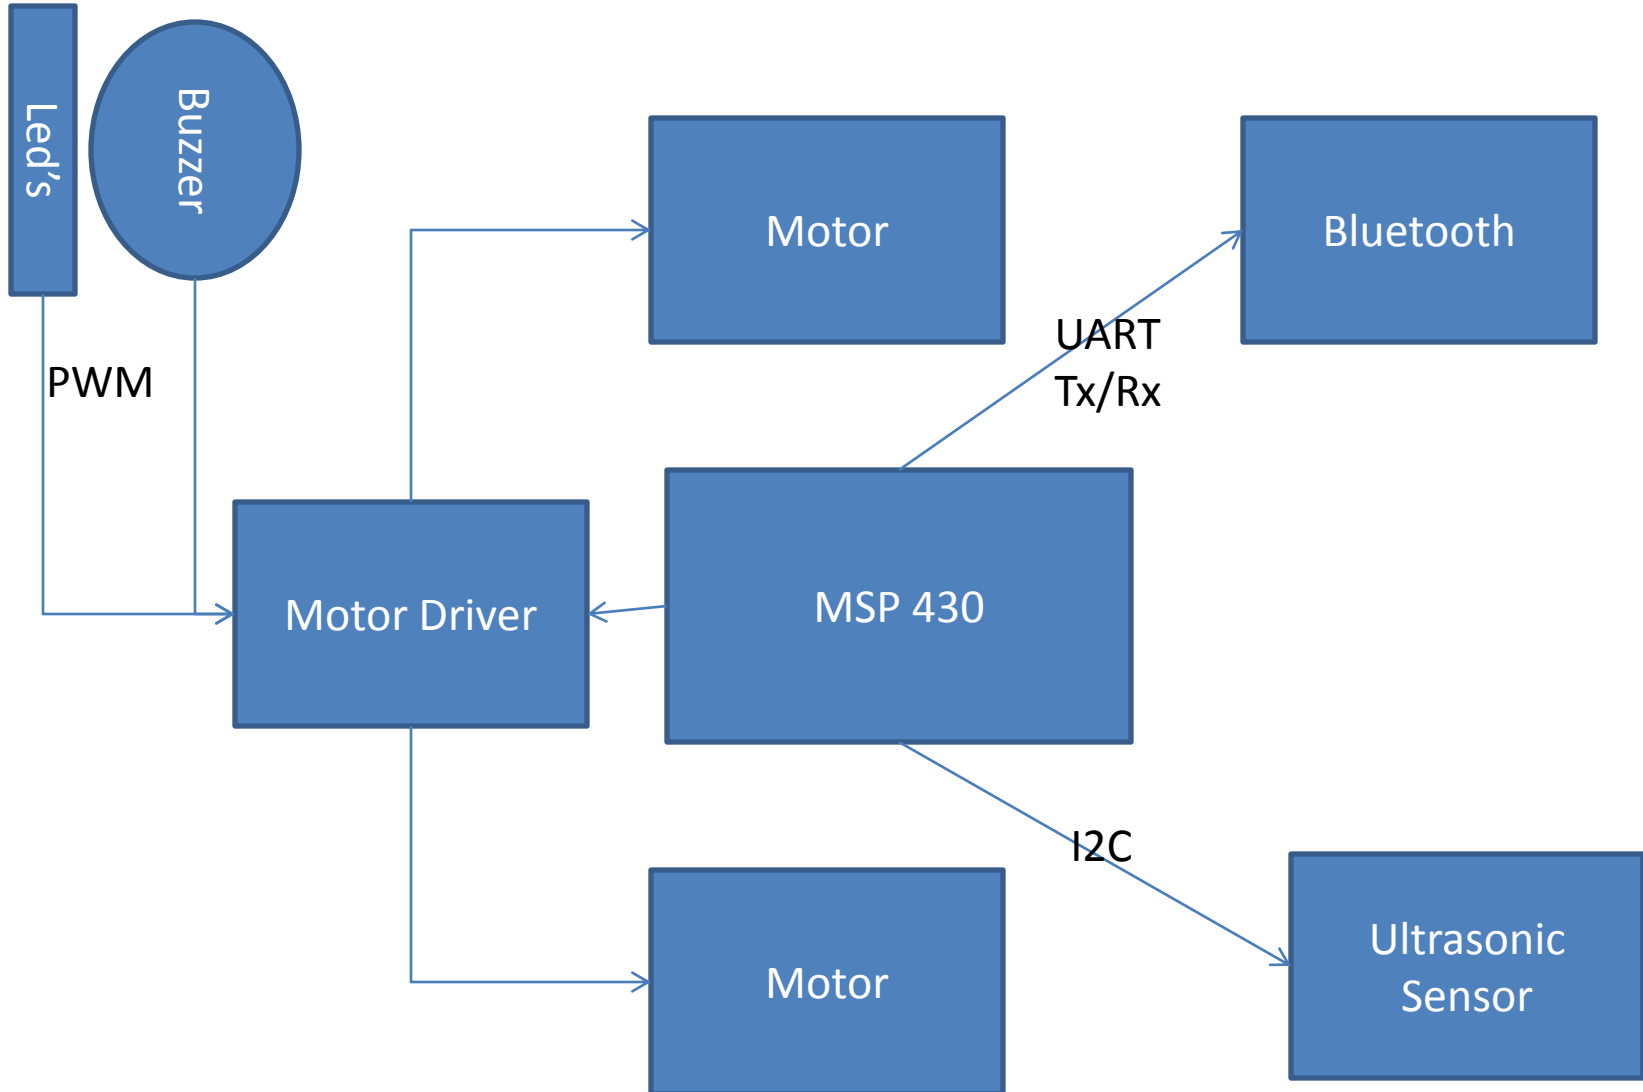 Led's
Buzzer
Motor
Bluetooth
UART
Tx/Rx
PWM
Motor Driver
MSP 430
I2C
Motor
Ultrasonic
Sensor